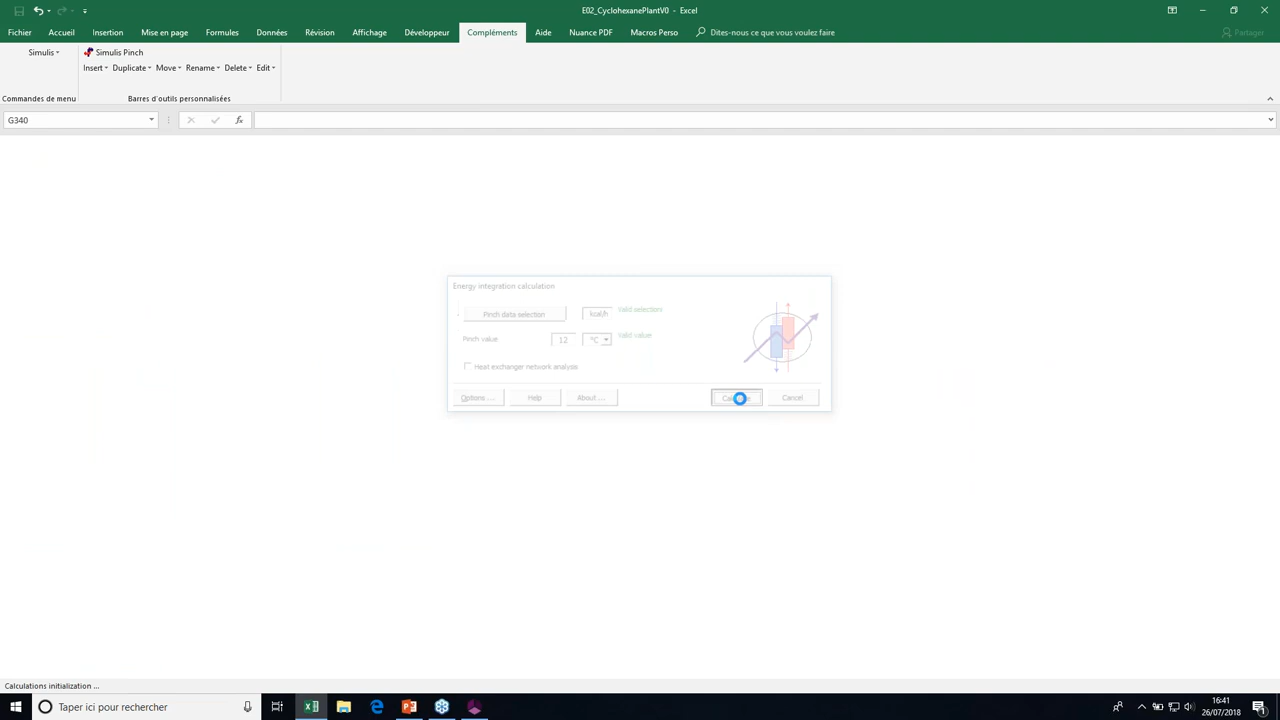 E02_CyclohexanePlantV0 - Excel
Fichier Accueil Insertion Mise en page Formules Données Révision Affichage Développeur Compléments Aide Nuance PDF Macros Perso Dites-nous ce que vous voulez faire Partager
Simulis Simulis Pinch
Insert Duplicate Move Rename Delete Edit
Commandes de menu Barres d'outils personnalisées
G340 fx
Energy integration calculation
Pinch data selection kcal/h Valid selection
Pinch value 12 °C Valid value
Heat exchanger network analysis
Options ... Help About ... Cancel
Calculations initialization ...
Taper ici pour rechercher
16:41
26/07/2018